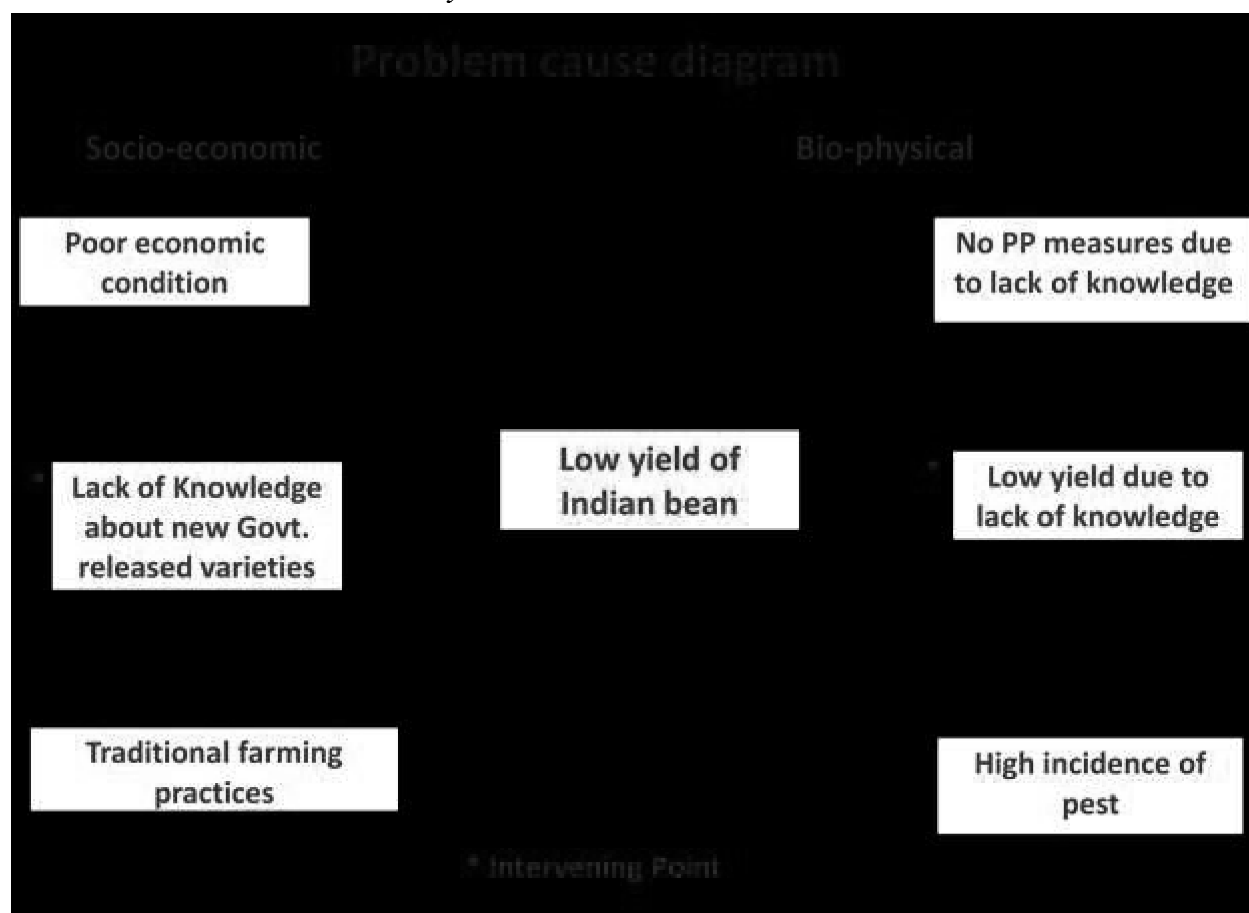 Problem cause diagram
Socio-economic
Bio-physical
Poor economic
condition
No PP measures due
to lack of knowledge
Low yield of
Indian bean
*
Lack of Knowledge
about new Govt.
released varieties
*
Low yield due to
lack of knowledge
Traditional farming
practices
High incidence of
pest
* Intervening Point